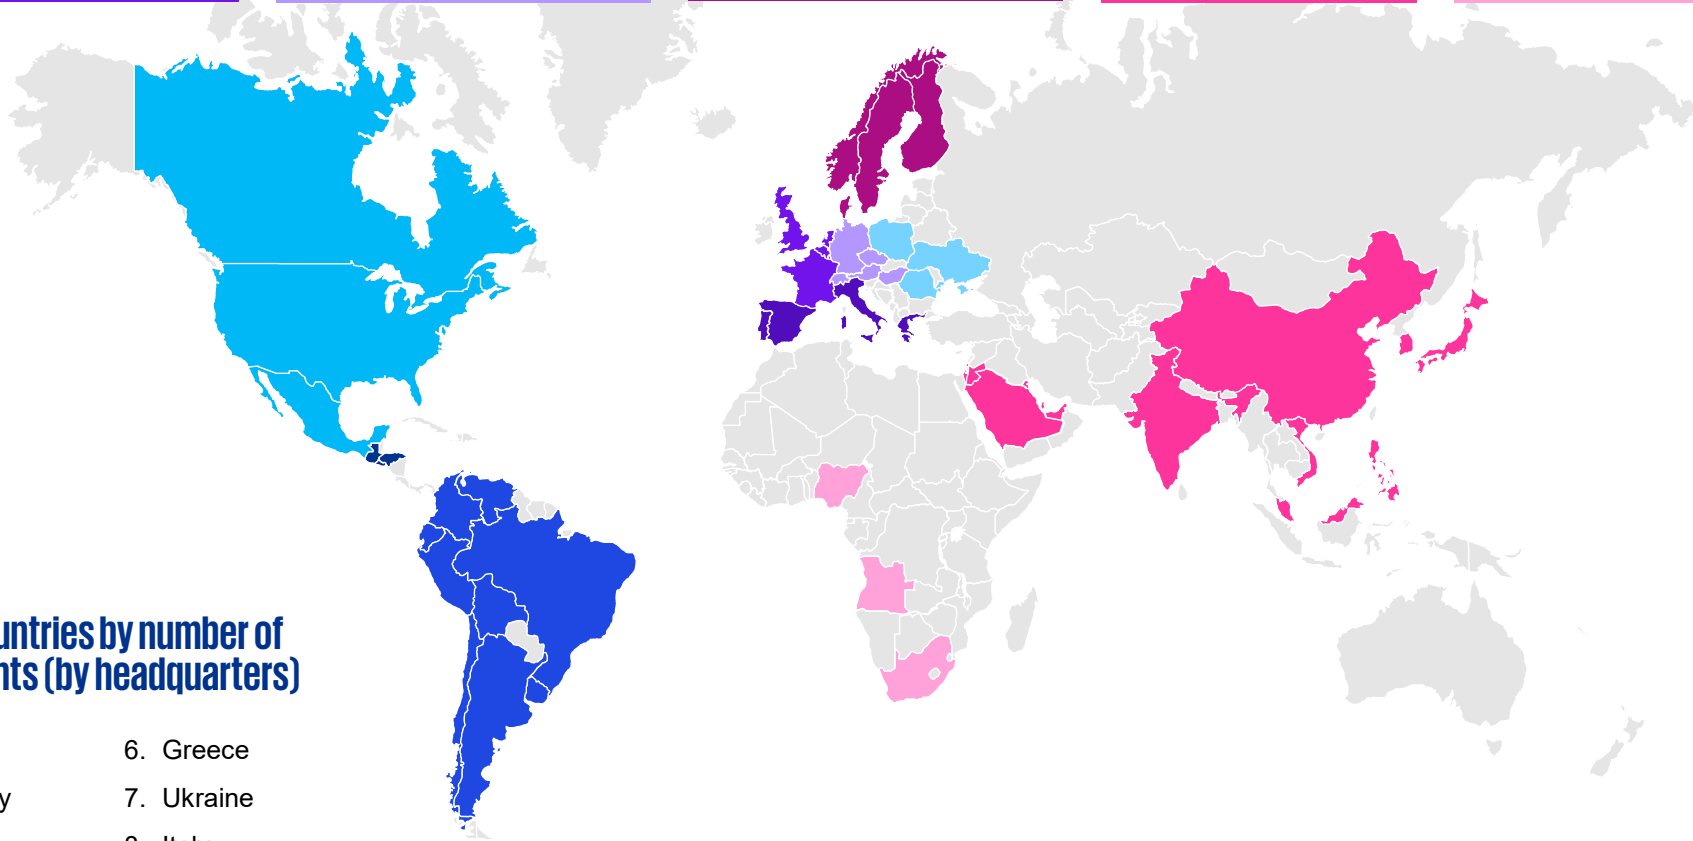 untries by number of
nts (by headquarters)
6. Greece
y
7. Ukraine